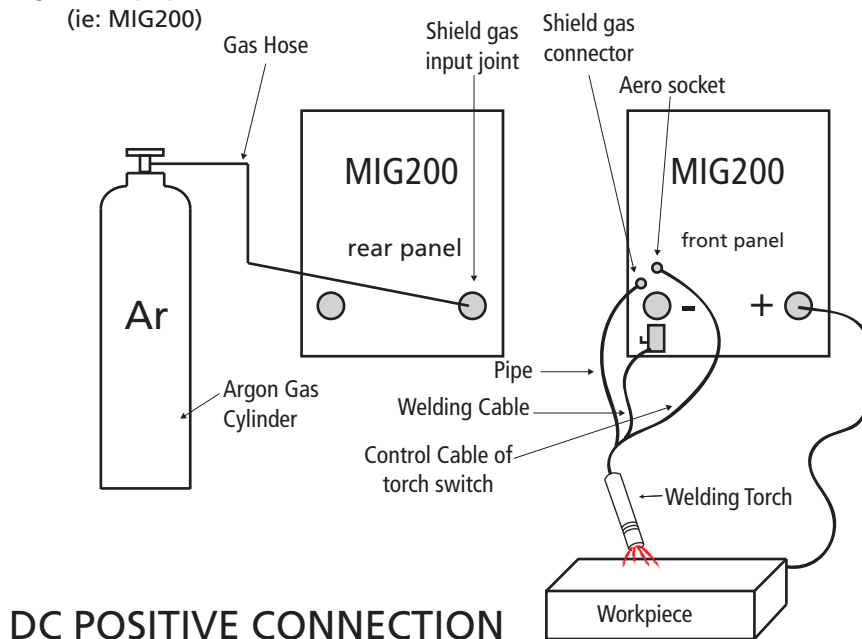 (ie: MIG200)
Gas Hose
Shield gas
input joint
Shield gas
connector
Aero socket
MIG200
rear panel
MIG200
front panel
- +
Ar
Argon Gas
Cylinder
Pipe
Welding Cable
Control Cable of
torch switch
Welding Torch
Workpiece
DC POSITIVE CONNECTION